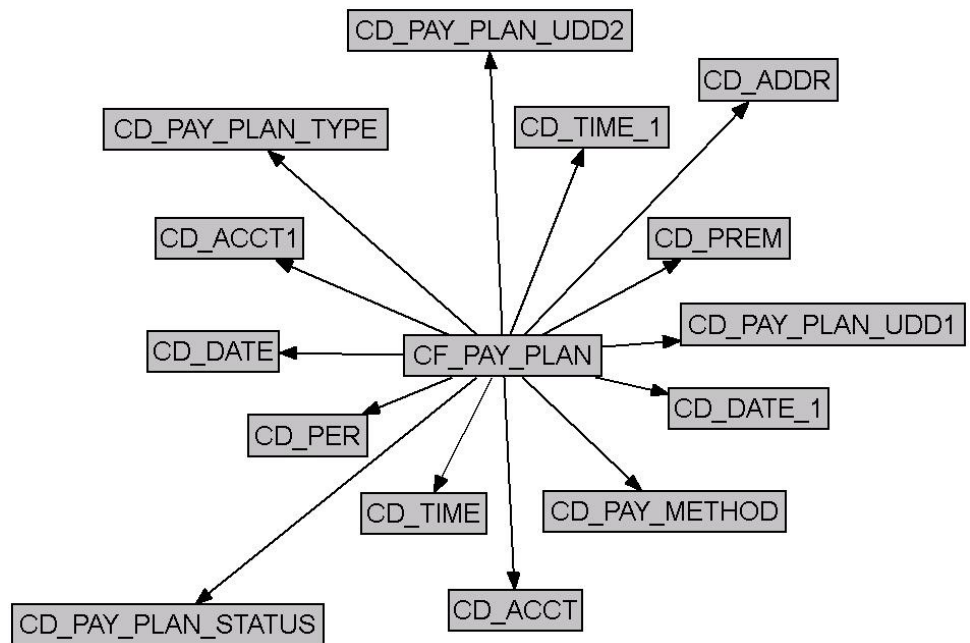 CD_PAY_PLAN_UDD2
CD_ADDR
CD_PAY_PLAN_TYPE
CD_TIME_1
CD_ACCT1
CD_PREM
CD_PAY_PLAN_UDD1
CD_DATE
CF_PAY_PLAN
CD_DATE_1
CD_PER
CD_TIME
CD_PAY_METHOD
CD_ACCT
CD_PAY_PLAN_STATUS